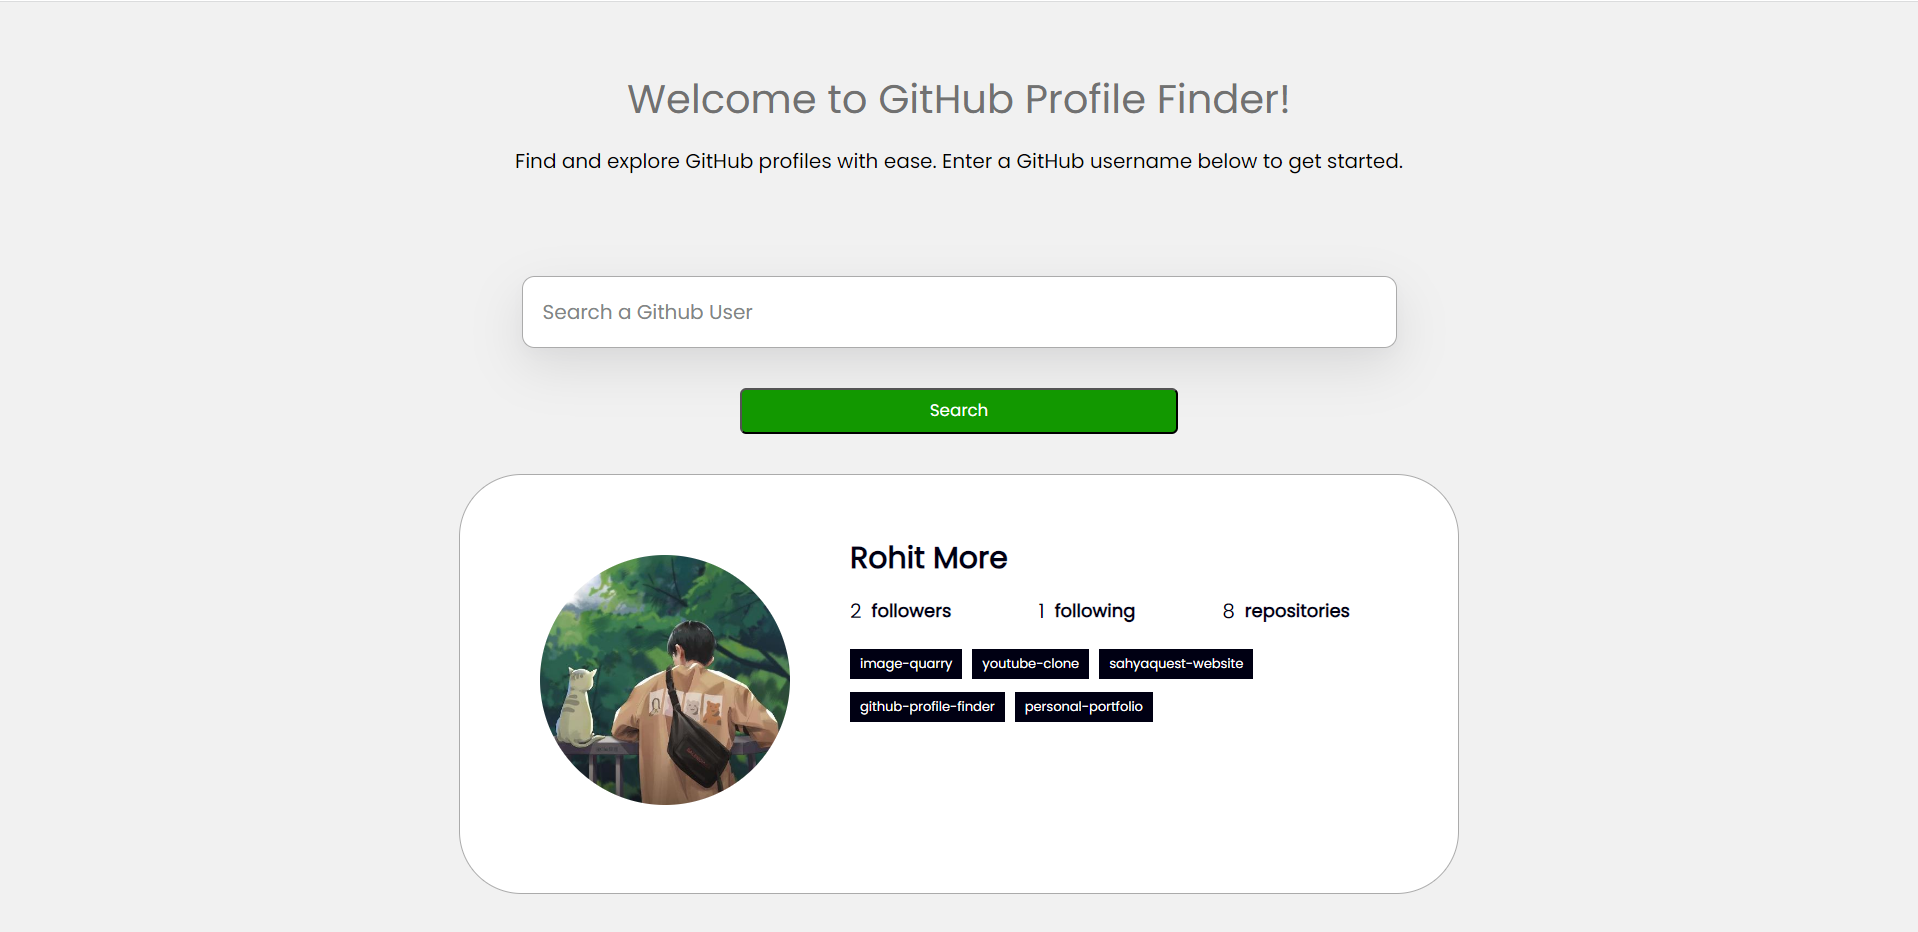 Welcome to GitHub Profile Finder!
Find and explore GitHub profiles with ease. Enter a GitHub username below to get started.
Search a Github User
Search
Rohit More
2 followers 1 following 8 repositories
image-quarry youtube-clone sahyaquest-website
github-profile-finder personal-portfolio